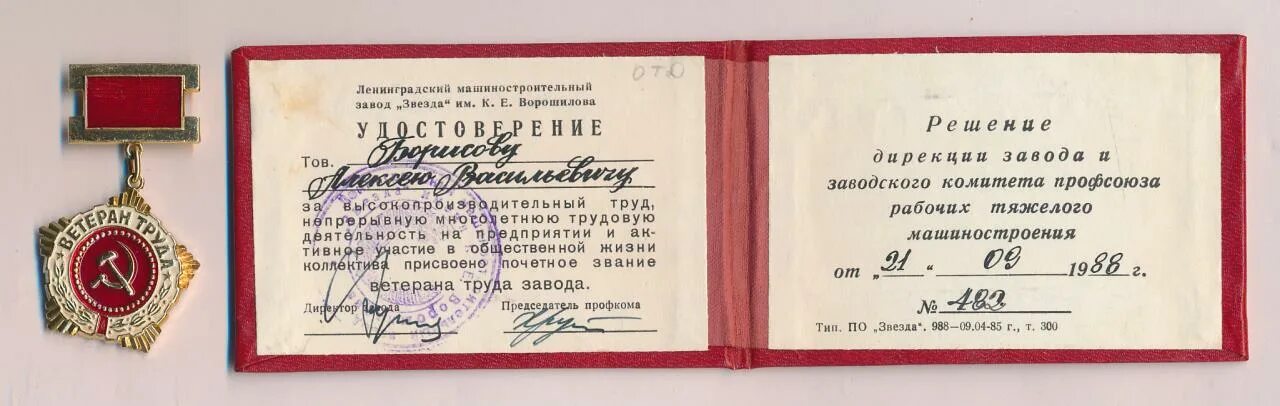 ВЕТЕРАН ТРУДА
ОТД
Ленинградский машиностроительный
завод „Звезда" им. К. Е. Ворошилова
УДОСТОВЕРЕНИЕ
Тов. Борисову
Алексею Васильевичу
за высокопроизводительный труд,
непрерывную многолетнюю трудовую
деятельность на предприятии и ак-
тивное участие в общественной жизни
коллектива присвоено почетное звание
ветерана труда завода.
Директор завода Председатель профкома
Решение
дирекции завода и
заводского комитета профсоюза
рабочих тяжелого
машиностроения
от „21" 09 1988 г.
№ 482
Тип. ПО „Звезда", 988—09.04-85 г., т. 300